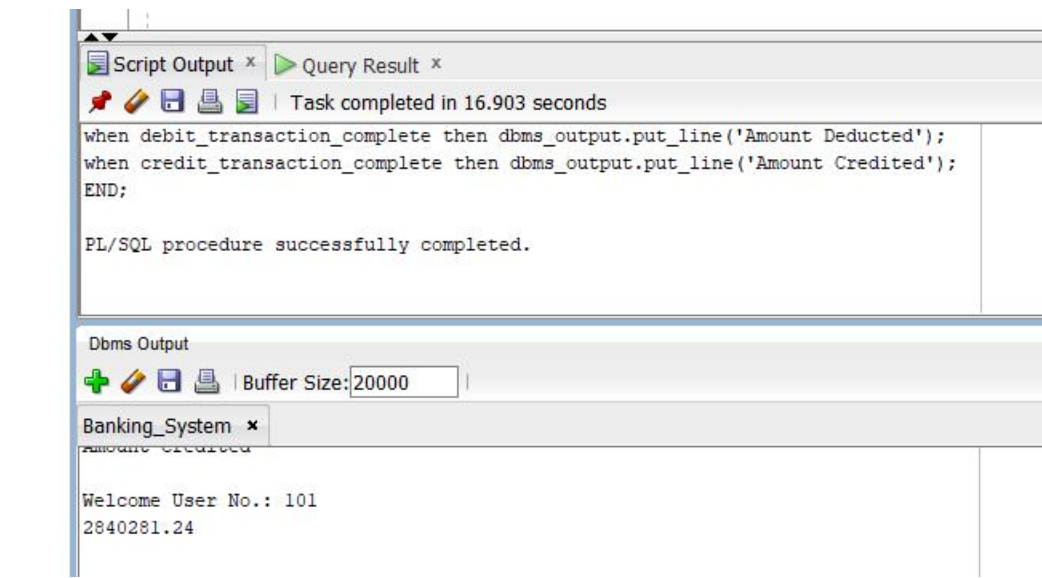 Script Output x Query Result x
Task completed in 16.903 seconds
when debit_transaction_complete then dbms_output.put_line('Amount Deducted');
when credit_transaction_complete then dbms_output.put_line('Amount Credited');
END;
PL/SQL procedure successfully completed.
Dbms Output
Buffer Size: 20000
Banking_System x
Amount Credited
Welcome User No.: 101
2840281.24